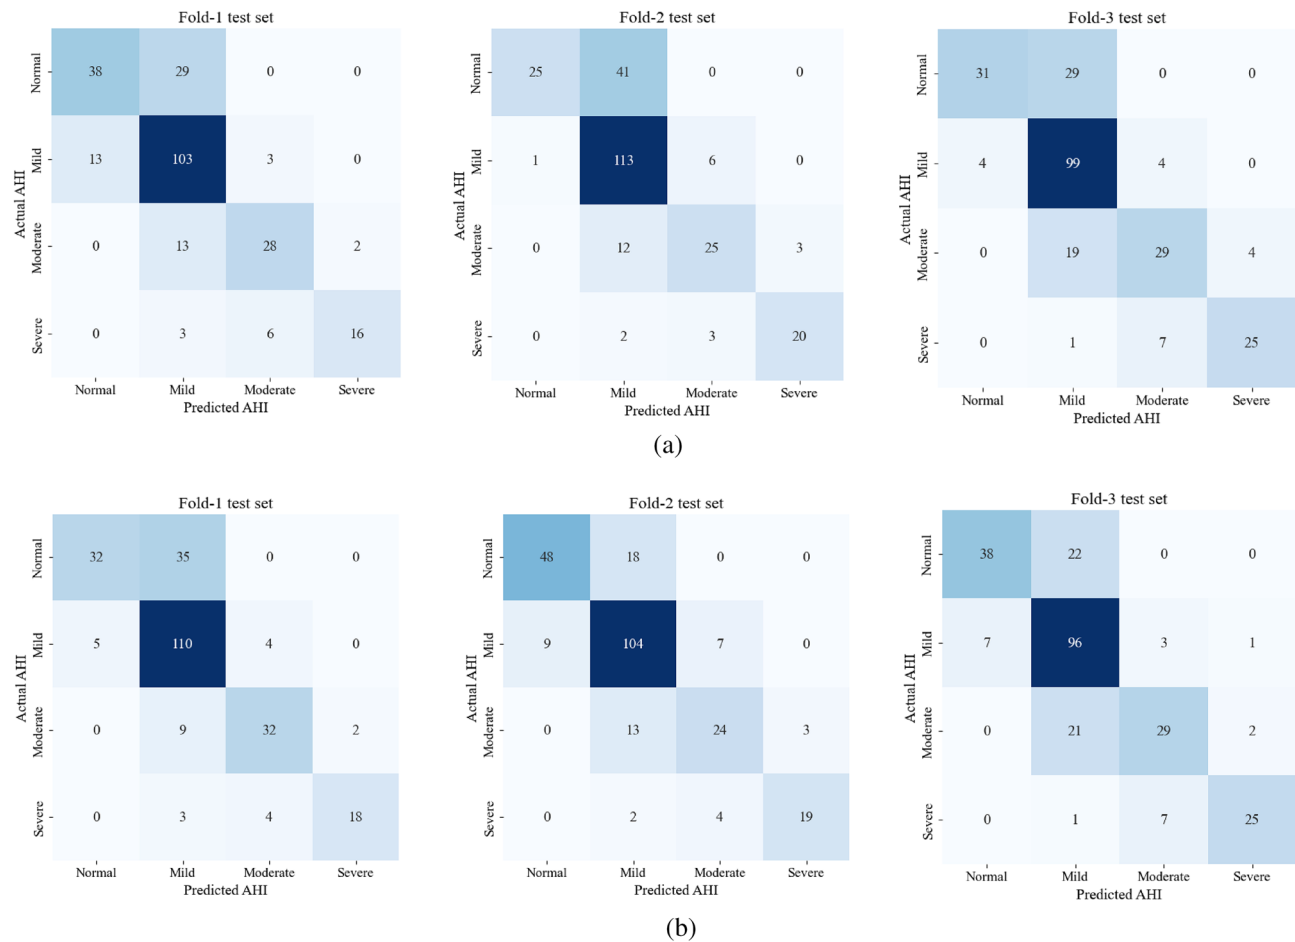 Fold-1 test set
Actual AHI
Normal 38 29 0 0
Mild 13 103 3 0
Moderate 0 13 28 2
Severe 0 3 6 16
Normal Mild Moderate Severe
Predicted AHI
Fold-2 test set
Actual AHI
Normal 25 41 0 0
Mild 1 113 6 0
Moderate 0 12 25 3
Severe 0 2 3 20
Normal Mild Moderate Severe
Predicted AHI
Fold-3 test set
Actual AHI
Normal 31 29 0 0
Mild 4 99 4 0
Moderate 0 19 29 4
Severe 0 1 7 25
Normal Mild Moderate Severe
Predicted AHI
(a)
Fold-1 test set
Actual AHI
Normal 32 35 0 0
Mild 5 110 4 0
Moderate 0 9 32 2
Severe 0 3 4 18
Normal Mild Moderate Severe
Predicted AHI
Fold-2 test set
Actual AHI
Normal 48 18 0 0
Mild 9 104 7 0
Moderate 0 13 24 3
Severe 0 2 4 19
Normal Mild Moderate Severe
Predicted AHI
Fold-3 test set
Actual AHI
Normal 38 22 0 0
Mild 7 96 3 1
Moderate 0 21 29 2
Severe 0 1 7 25
Normal Mild Moderate Severe
Predicted AHI
(b)